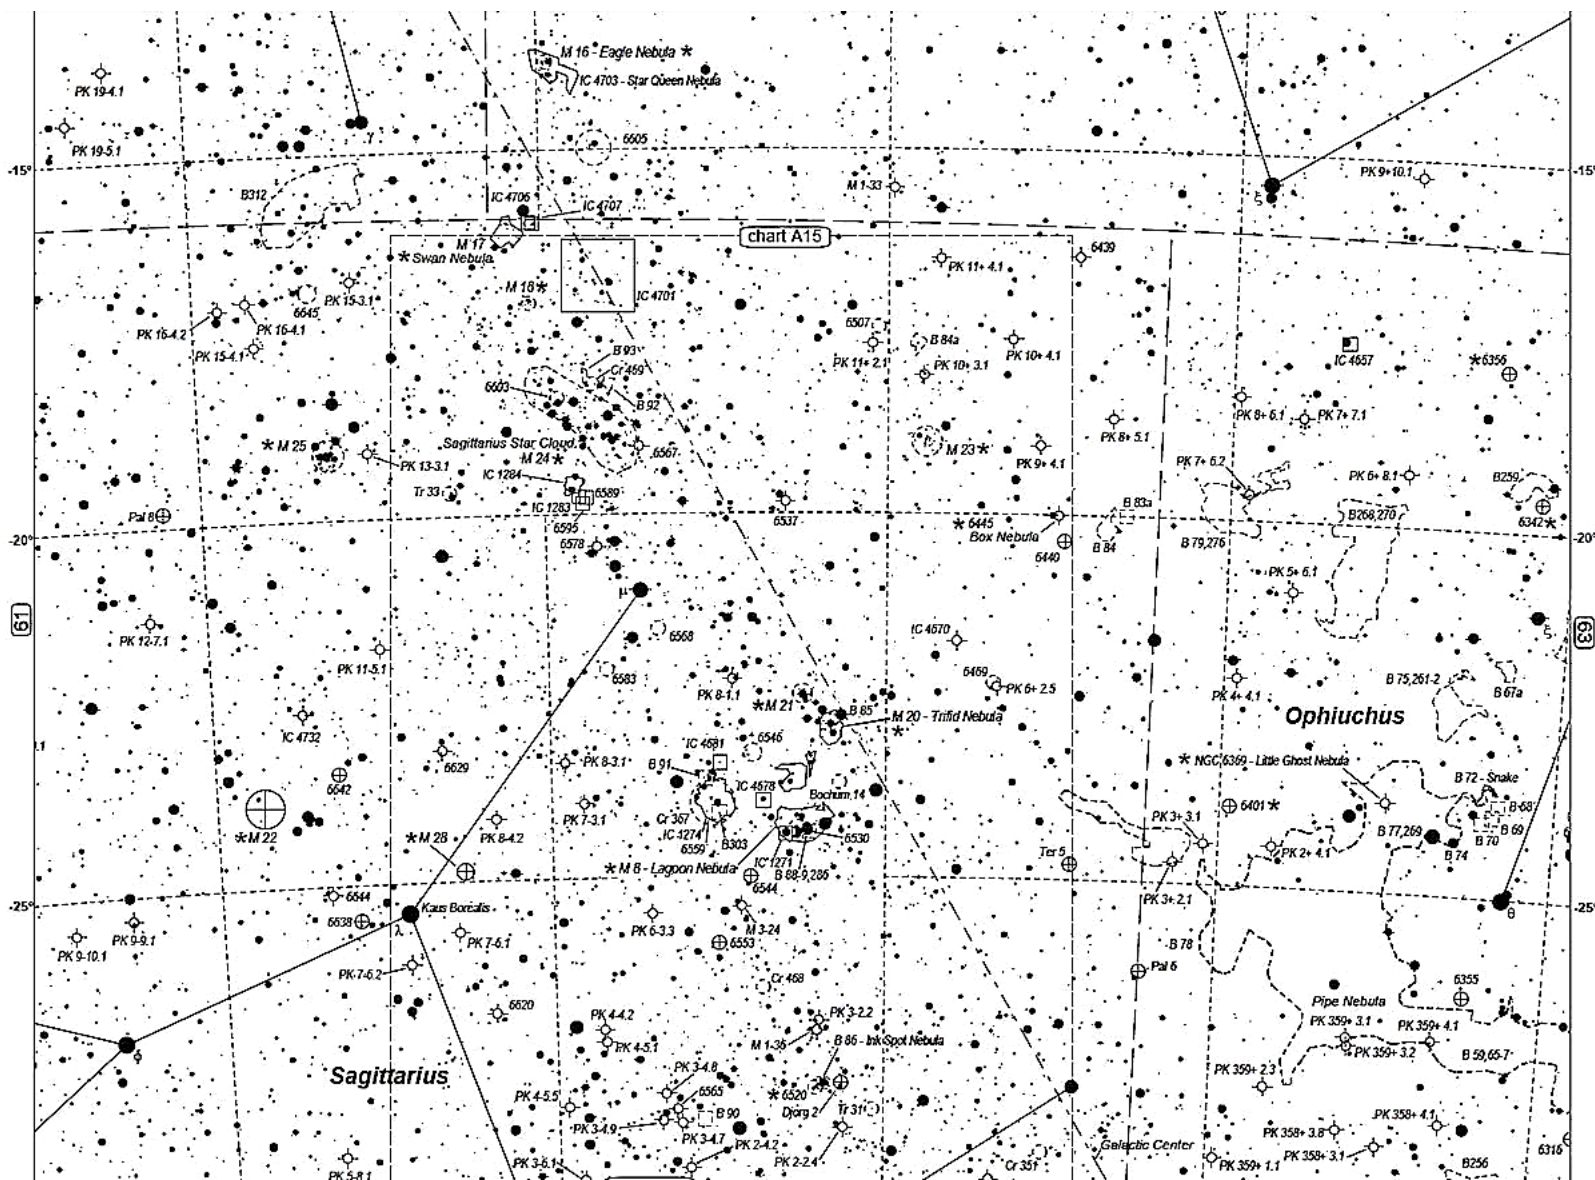 M 16 - Eagle Nebula *
IC 4703 - Star Queen Nebula
PK 19-4.1
PK 19-5.1
γ
6605
-15°
-15°
B312
M 1-33
PK 9+10.1
ξ
IC 4706
IC 4707
M 17
* Swan Nebula
chart A15
6439
PK 11+ 4.1
M 18 *
IC 4701
PK 15-3.1
6645
PK 16-4.2
PK 16-4.1
PK 15-4.1
6507
B 84a
PK 11+ 2.1
PK 10+ 3.1
PK 10+ 4.1
IC 4657
* 6356
B 93
Cr 469
6603
B 92
PK 8+ 6.1
PK 7+ 7.1
PK 8+ 5.1
Sagittarius Star Cloud
M 24 *
6567
* M 25
PK 13-3.1
M 23 *
PK 9+ 4.1
PK 7+ 6.2
PK 6+ 8.1
B259
IC 1284
Tr 33
6589
IC 1283
6595
6537
B 83a
Pal 8
6578
* 6445
Box Nebula
6440
B 84
B 79,276
B268,270
6342 *
-20°
-20°
PK 5+ 6.1
μ
61
63
PK 12-7.1
6568
IC 4670
ξ
PK 11-5.1
6583
PK 8-1.1
6469
PK 6+ 2.5
PK 4+ 4.1
B 75,261-2
B 67a
* M 21
B 85
M 20 - Trifid Nebula
*
Ophiuchus
IC 4732
6546
IC 4681
6629
PK 8-3.1
B 91
* NGC 6369 - Little Ghost Nebula
B 72 - Snake
6642
IC 4678
Bochum 14
6401 *
B 68
* M 22
PK 7-3.1
Cr 367
IC 1274
6559
B303
6530
PK 8-4.2
* M 28
PK 3+ 3.1
B 77,269
B 69
B 70
B 74
PK 2+ 4.1
IC 1271
* M 8 - Lagoon Nebula
B 88-9,286
Ter 5
6544
6544
PK 3+ 2.1
-25°
-25°
Kaus Borealis
λ
6638
PK 9-9.1
PK 9-10.1
PK 7-6.1
PK 6-3.3
M 3-24
6553
θ
B 78
PK 7-6.2
Cr 468
Pal 6
6355
Pipe Nebula
6620
PK 4-4.2
PK 3-2.2
PK 359+ 3.1
PK 359+ 4.1
PK 4-5.1
M 1-35
B 86 - Ink Spot Nebula
PK 359+ 3.2
B 59,65-7
φ
Sagittarius
PK 3-4.8
6565
PK 359+ 2.3
PK 4-5.5
* 6520
Djorg 2
Tr 31
B 90
PK 3-4.9
PK 3-4.7
PK 2-4.2
PK 358+ 4.1
PK 358+ 3.8
PK 358+ 3.1
6316
PK 2-2.4
Galactic Center
PK 359+ 1.1
PK 5-8.1
PK 3-6.1
Cr 351
B256